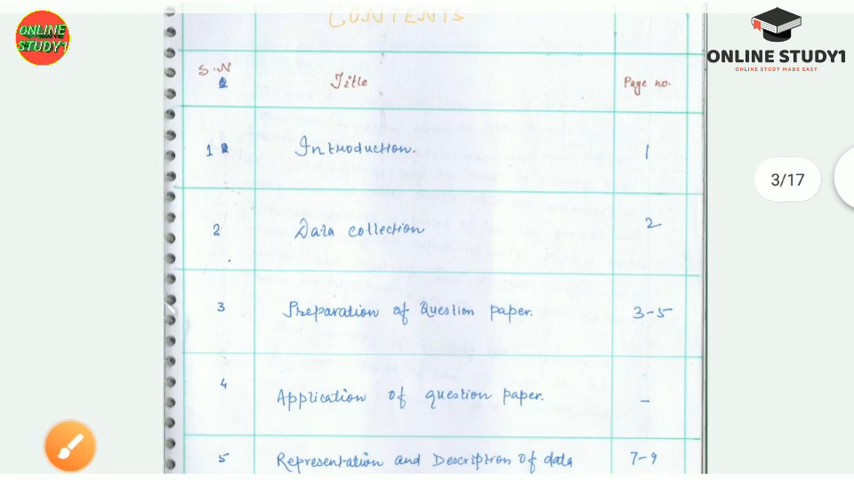 ONLINE
STUDY1
CONTENTS
ONLINE STUDY1
ONLINE STUDY MADE EASY
S.N Title Page no.
1 Introduction. 1
3/17
2 Data collection 2
3 Preparation of Question paper. 3-5
4 Application of question paper. -
5 Representation and Description of data 7-9